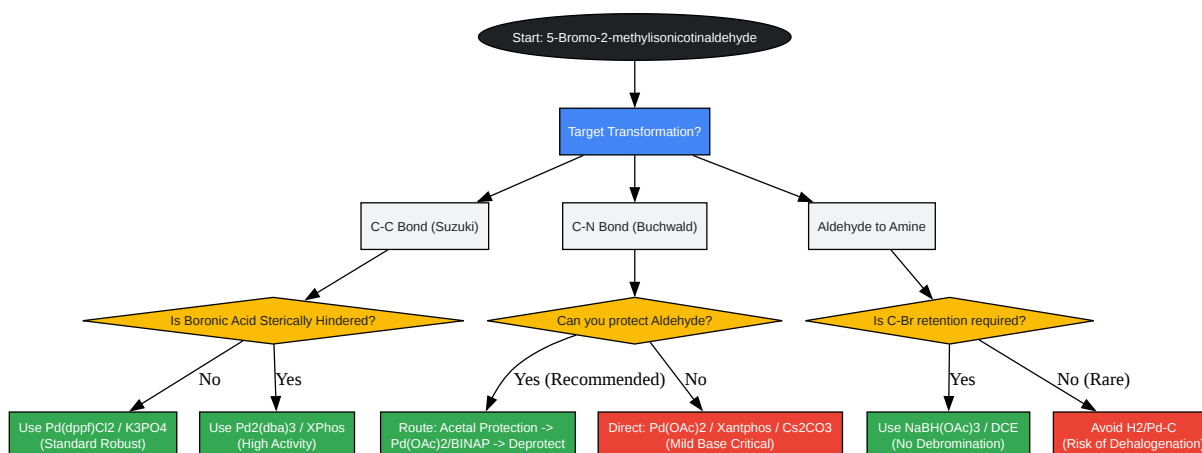 Start: 5-Bromo-2-methylisonicotinaldehyde
Target Transformation?
C-C Bond (Suzuki)
C-N Bond (Buchwald)
Aldehyde to Amine
Is Boronic Acid Sterically Hindered?
Can you protect Aldehyde?
Is C-Br retention required?
No
Yes
Yes (Recommended)
No
Yes
No (Rare)
Use Pd(dppf)Cl2 / K3PO4
(Standard Robust)
Use Pd2(dba)3 / XPhos
(High Activity)
Route: Acetal Protection ->
Pd(OAc)2/BINAP -> Deprotect
Direct: Pd(OAc)2 / Xantphos / Cs2CO3
(Mild Base Critical)
Use NaBH(OAc)3 / DCE
(No Debromination)
Avoid H2/Pd-C
(Risk of Dehalogenation)